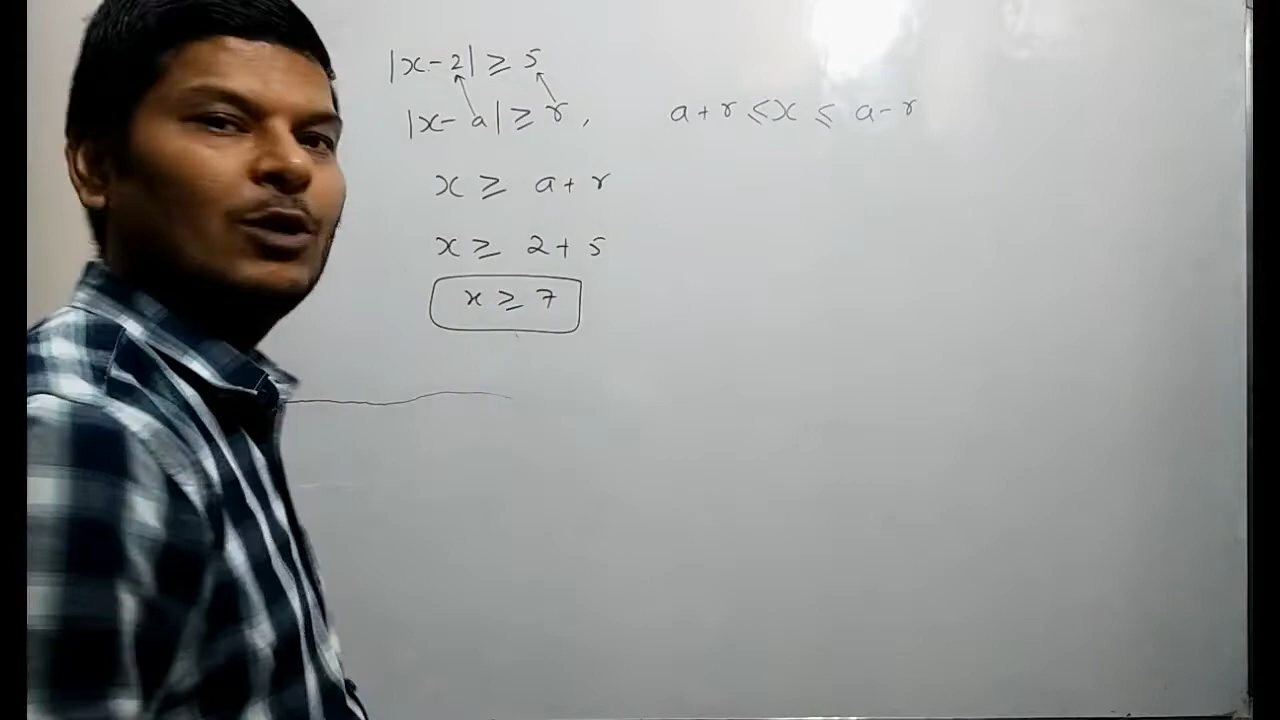 |x-2| ≥ 5
|x- a| ≥ r , a+r ≤ x ≤ a-r
x ≥ a+r
x ≥ 2+5
x ≥ 7